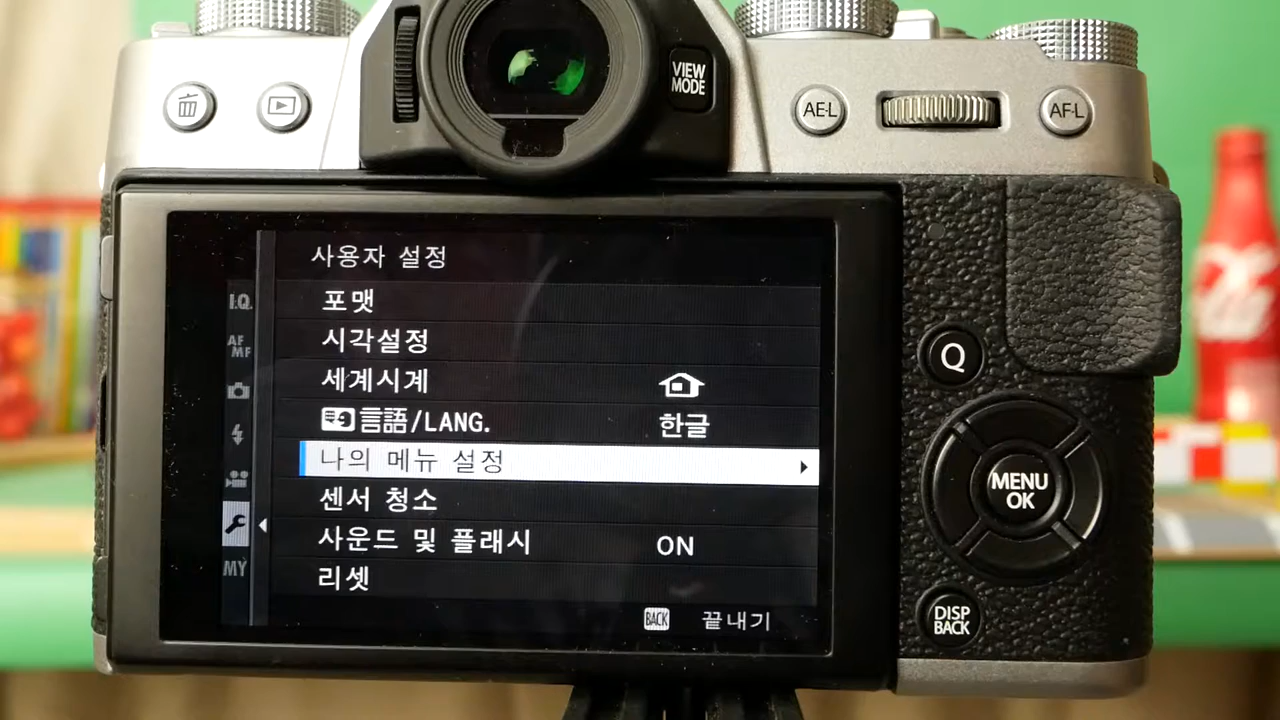 VIEW
MODE
AE-L
AF-L
사용자 설정
I.Q.
포맷
시각설정
AF
MF
세계시계
言語/LANG. 한글
나의 메뉴 설정
센서 청소
사운드 및 플래시 ON
MY
리셋
BACK 끝내기
Q
MENU
OK
DISP
BACK